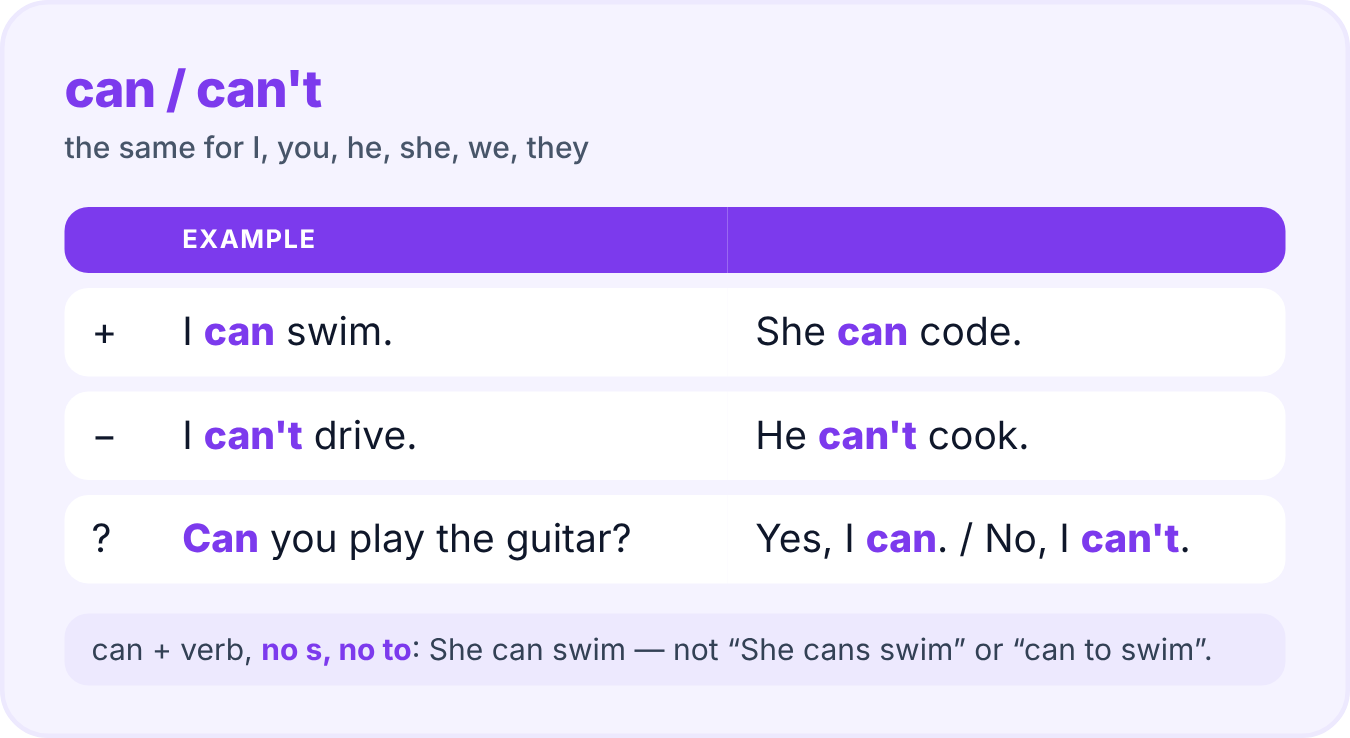 can / can't
the same for I, you, he, she, we, they
EXAMPLE
+ I can swim. She can code.
– I can't drive. He can't cook.
? Can you play the guitar? Yes, I can. / No, I can't.
can + verb, no s, no to: She can swim — not “She cans swim” or “can to swim”.